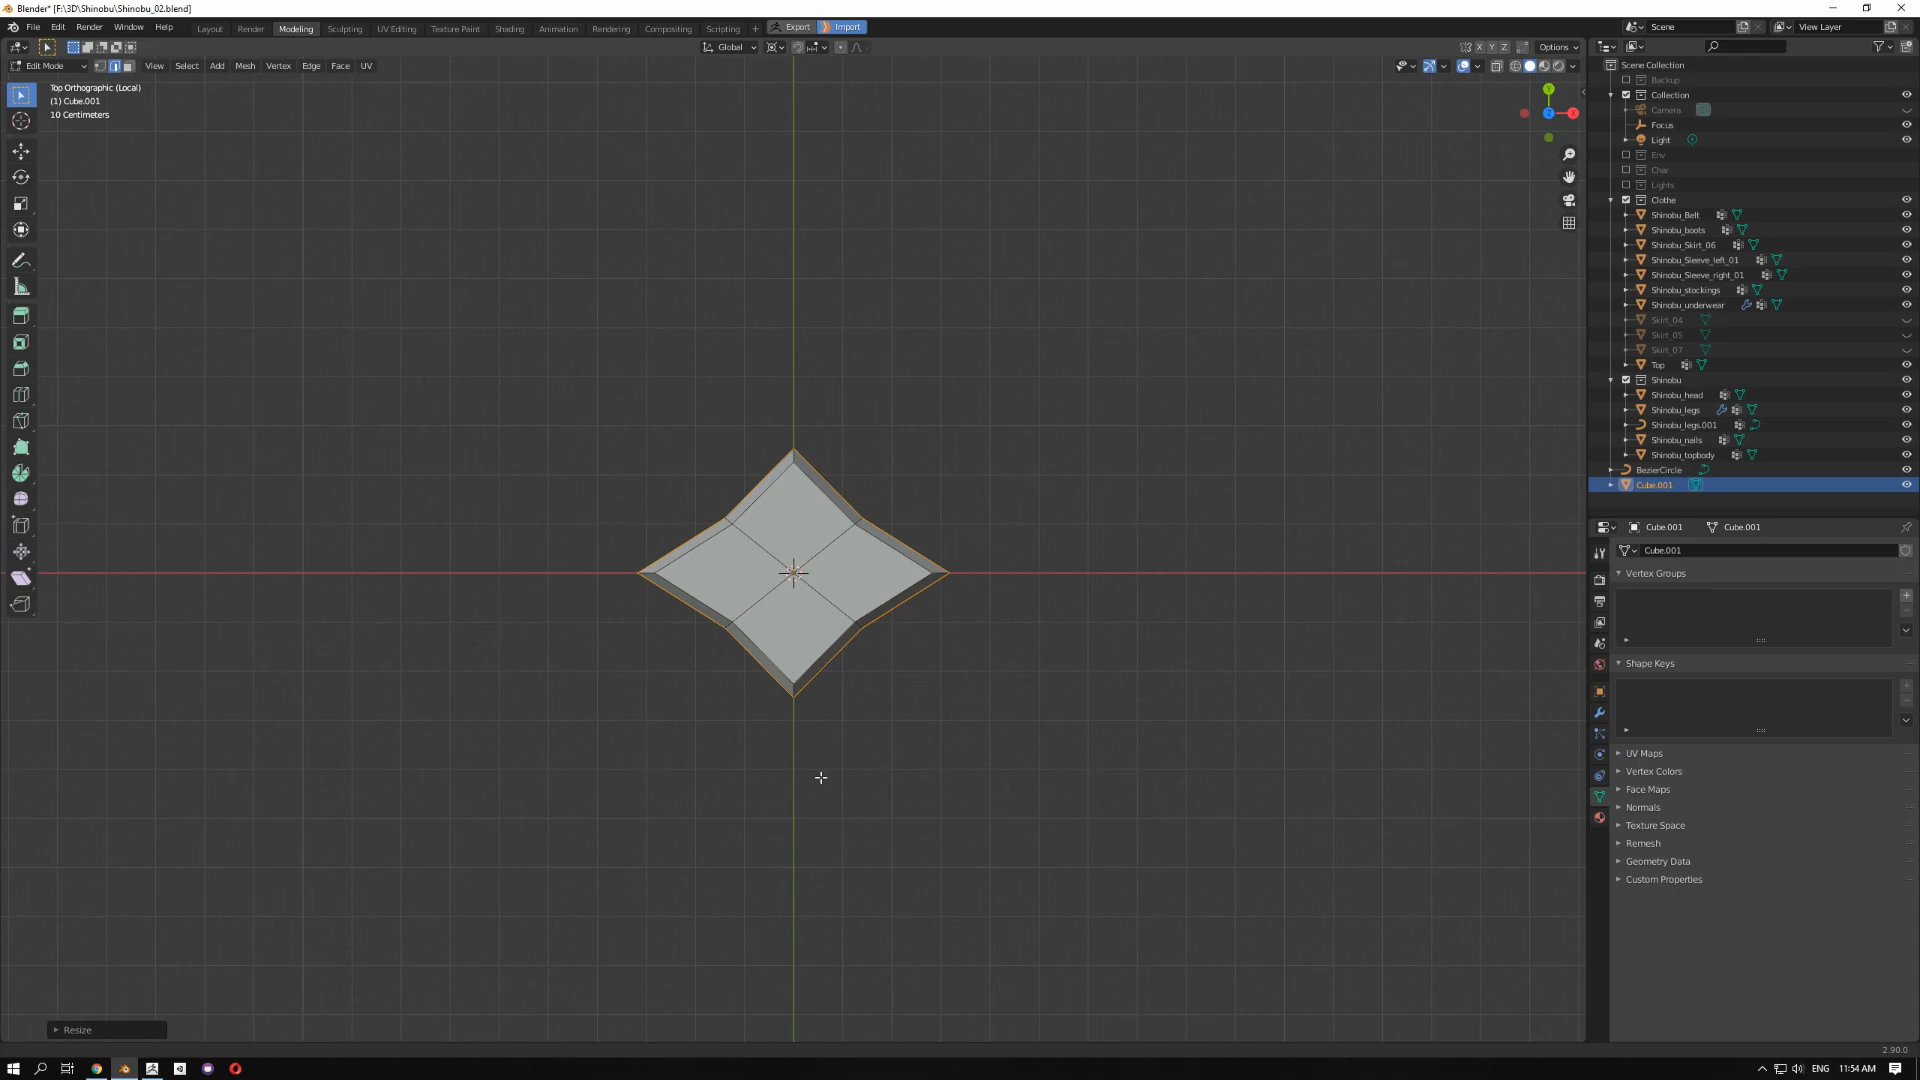 Blender* [F:\3D\Shinobu\Shinobu_02.blend]
File Edit Render Window Help Layout Render Modeling Sculpting UV Editing Texture Paint Shading Animation Rendering Compositing Scripting + Export Import Scene View Layer
Global Options X Y Z
Edit Mode View Select Add Mesh Vertex Edge Face UV
Top Orthographic (Local)
(1) Cube.001
10 Centimeters
Y
Z
X
Scene Collection
Backup
Collection
Camera
Focus
Light
Env
Char
Lights
Clothe
Shinobu_Belt
Shinobu_boots
Shinobu_Skirt_06
Shinobu_Sleeve_left_01
Shinobu_Sleeve_right_01
Shinobu_stockings
Shinobu_underwear
Skirt_04
Skirt_05
Skirt_07
Top
Shinobu
Shinobu_head
Shinobu_legs
Shinobu_legs.001
Shinobu_nails
Shinobu_topbody
BezierCircle
Cube.001
Cube.001 Cube.001
Cube.001
Vertex Groups
Shape Keys
UV Maps
Vertex Colors
Face Maps
Normals
Texture Space
Remesh
Geometry Data
Custom Properties
Resize
2.90.0
ENG 11:54 AM